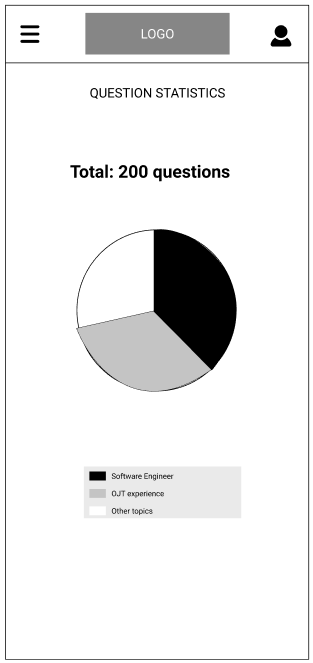 LOGO
QUESTION STATISTICS
Total: 200 questions
Software Engineer
OJT experience
Other topics